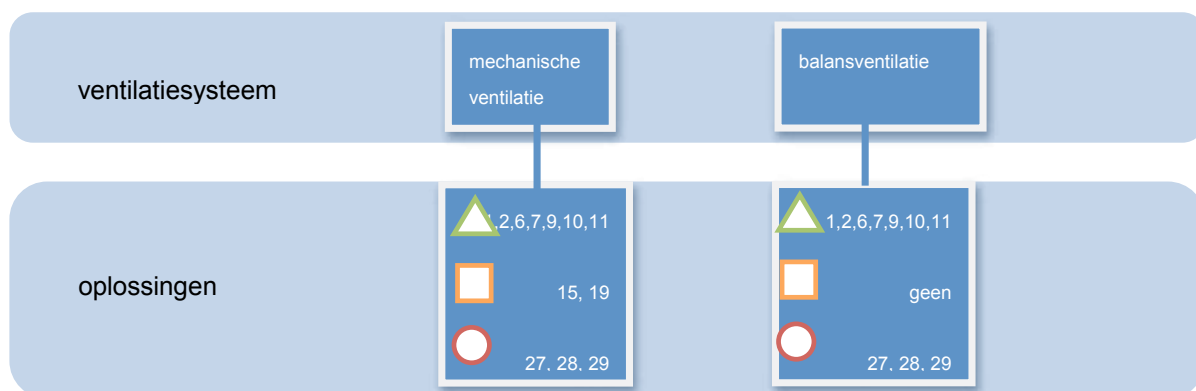 ventilatiesysteem
mechanische
ventilatie
balansventilatie
oplossingen
1,2,6,7,9,10,11
15, 19
27, 28, 29
1,2,6,7,9,10,11
geen
27, 28, 29